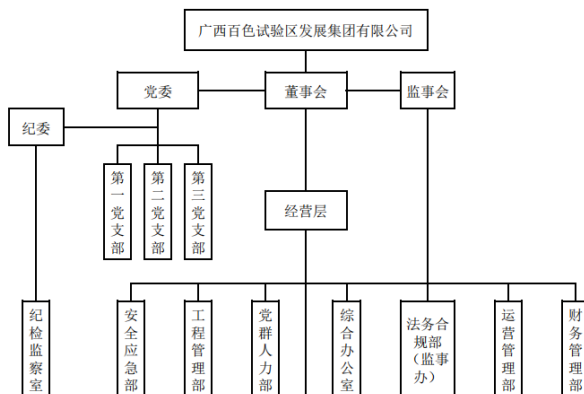 广西百色试验区发展集团有限公司
党委
董事会
监事会
纪委
第一党支部
第二党支部
第三党支部
经营层
纪检监察室
安全应急部
工程管理部
党群人力部
综合办公室
法务合
规部
（监事
办）
运营管理部
财务管理部